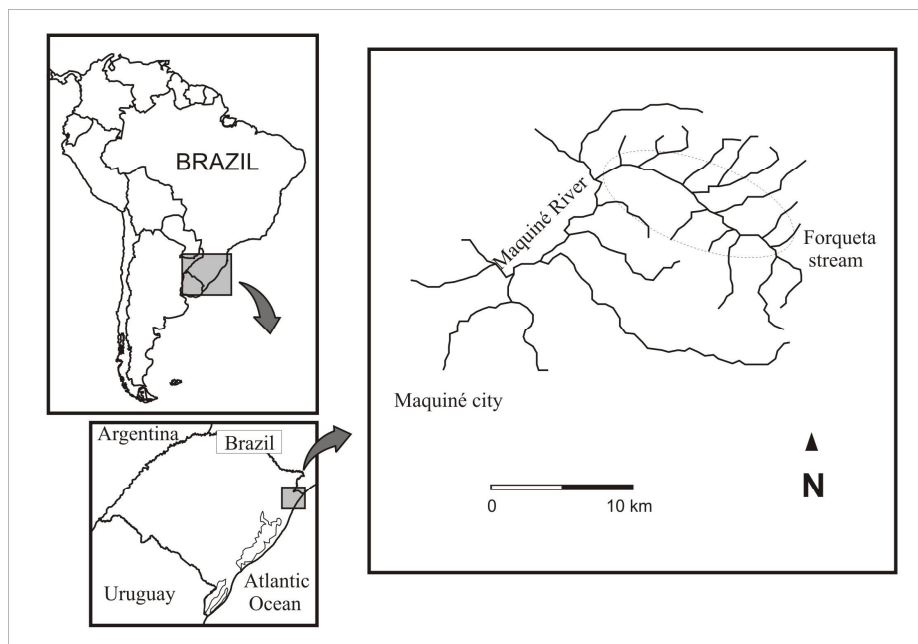 BRAZIL
Argentina
Brazil
Uruguay
Atlantic
Ocean
Maquiné River
Forqueta
stream
Maquiné city
0 10 km
N